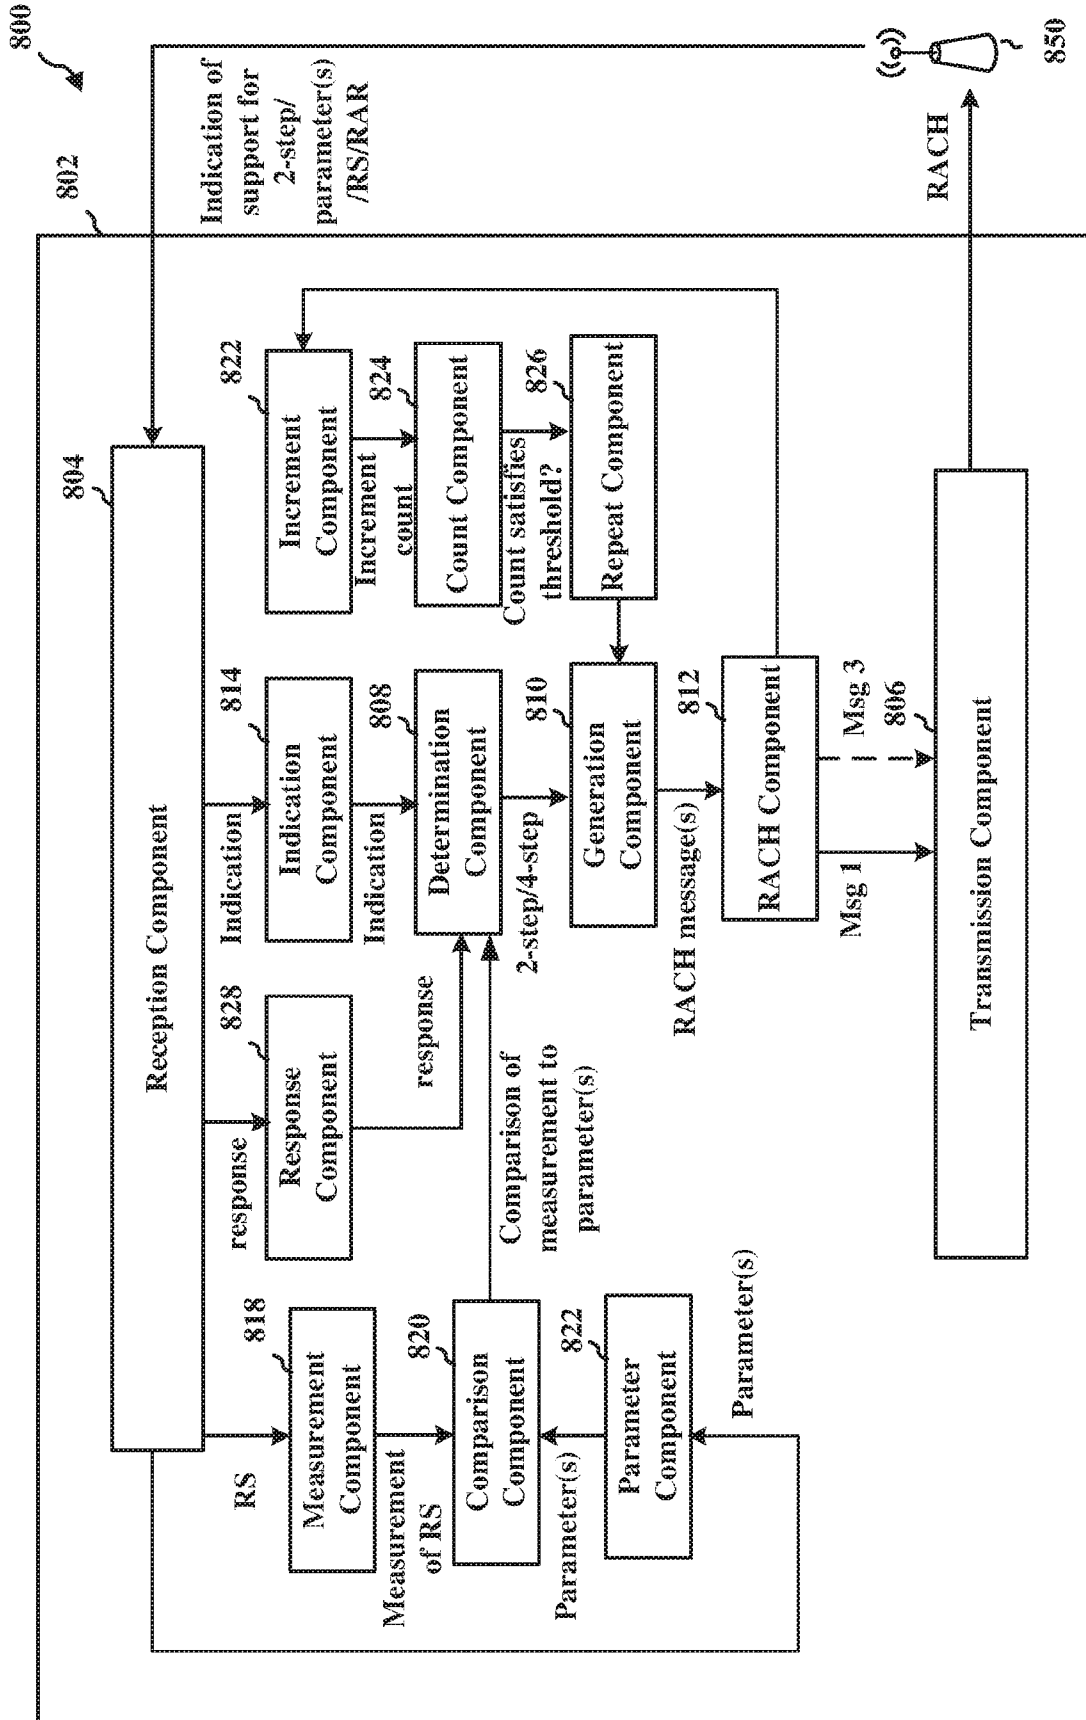 800
802
Indication of
support for
2-step/
parameter(s)
/RS/RAR
850
RACH
804
Reception Component
RS
response
Indication
818
Measurement
Component
828
Response
Component
814
Indication
Component
822
Increment
Component
Measurement
of RS
Indication
Increment
count
820
Comparison
Component
response
808
Determination
Component
824
Count Component
Comparison of
measurement to
parameter(s)
Parameter(s)
2-step/4-step
Count satisfies
threshold?
822
Parameter
Component
810
Generation
Component
826
Repeat Component
Parameter(s)
RACH message(s)
812
RACH Component
Msg 1
Msg 3
806
Transmission Component